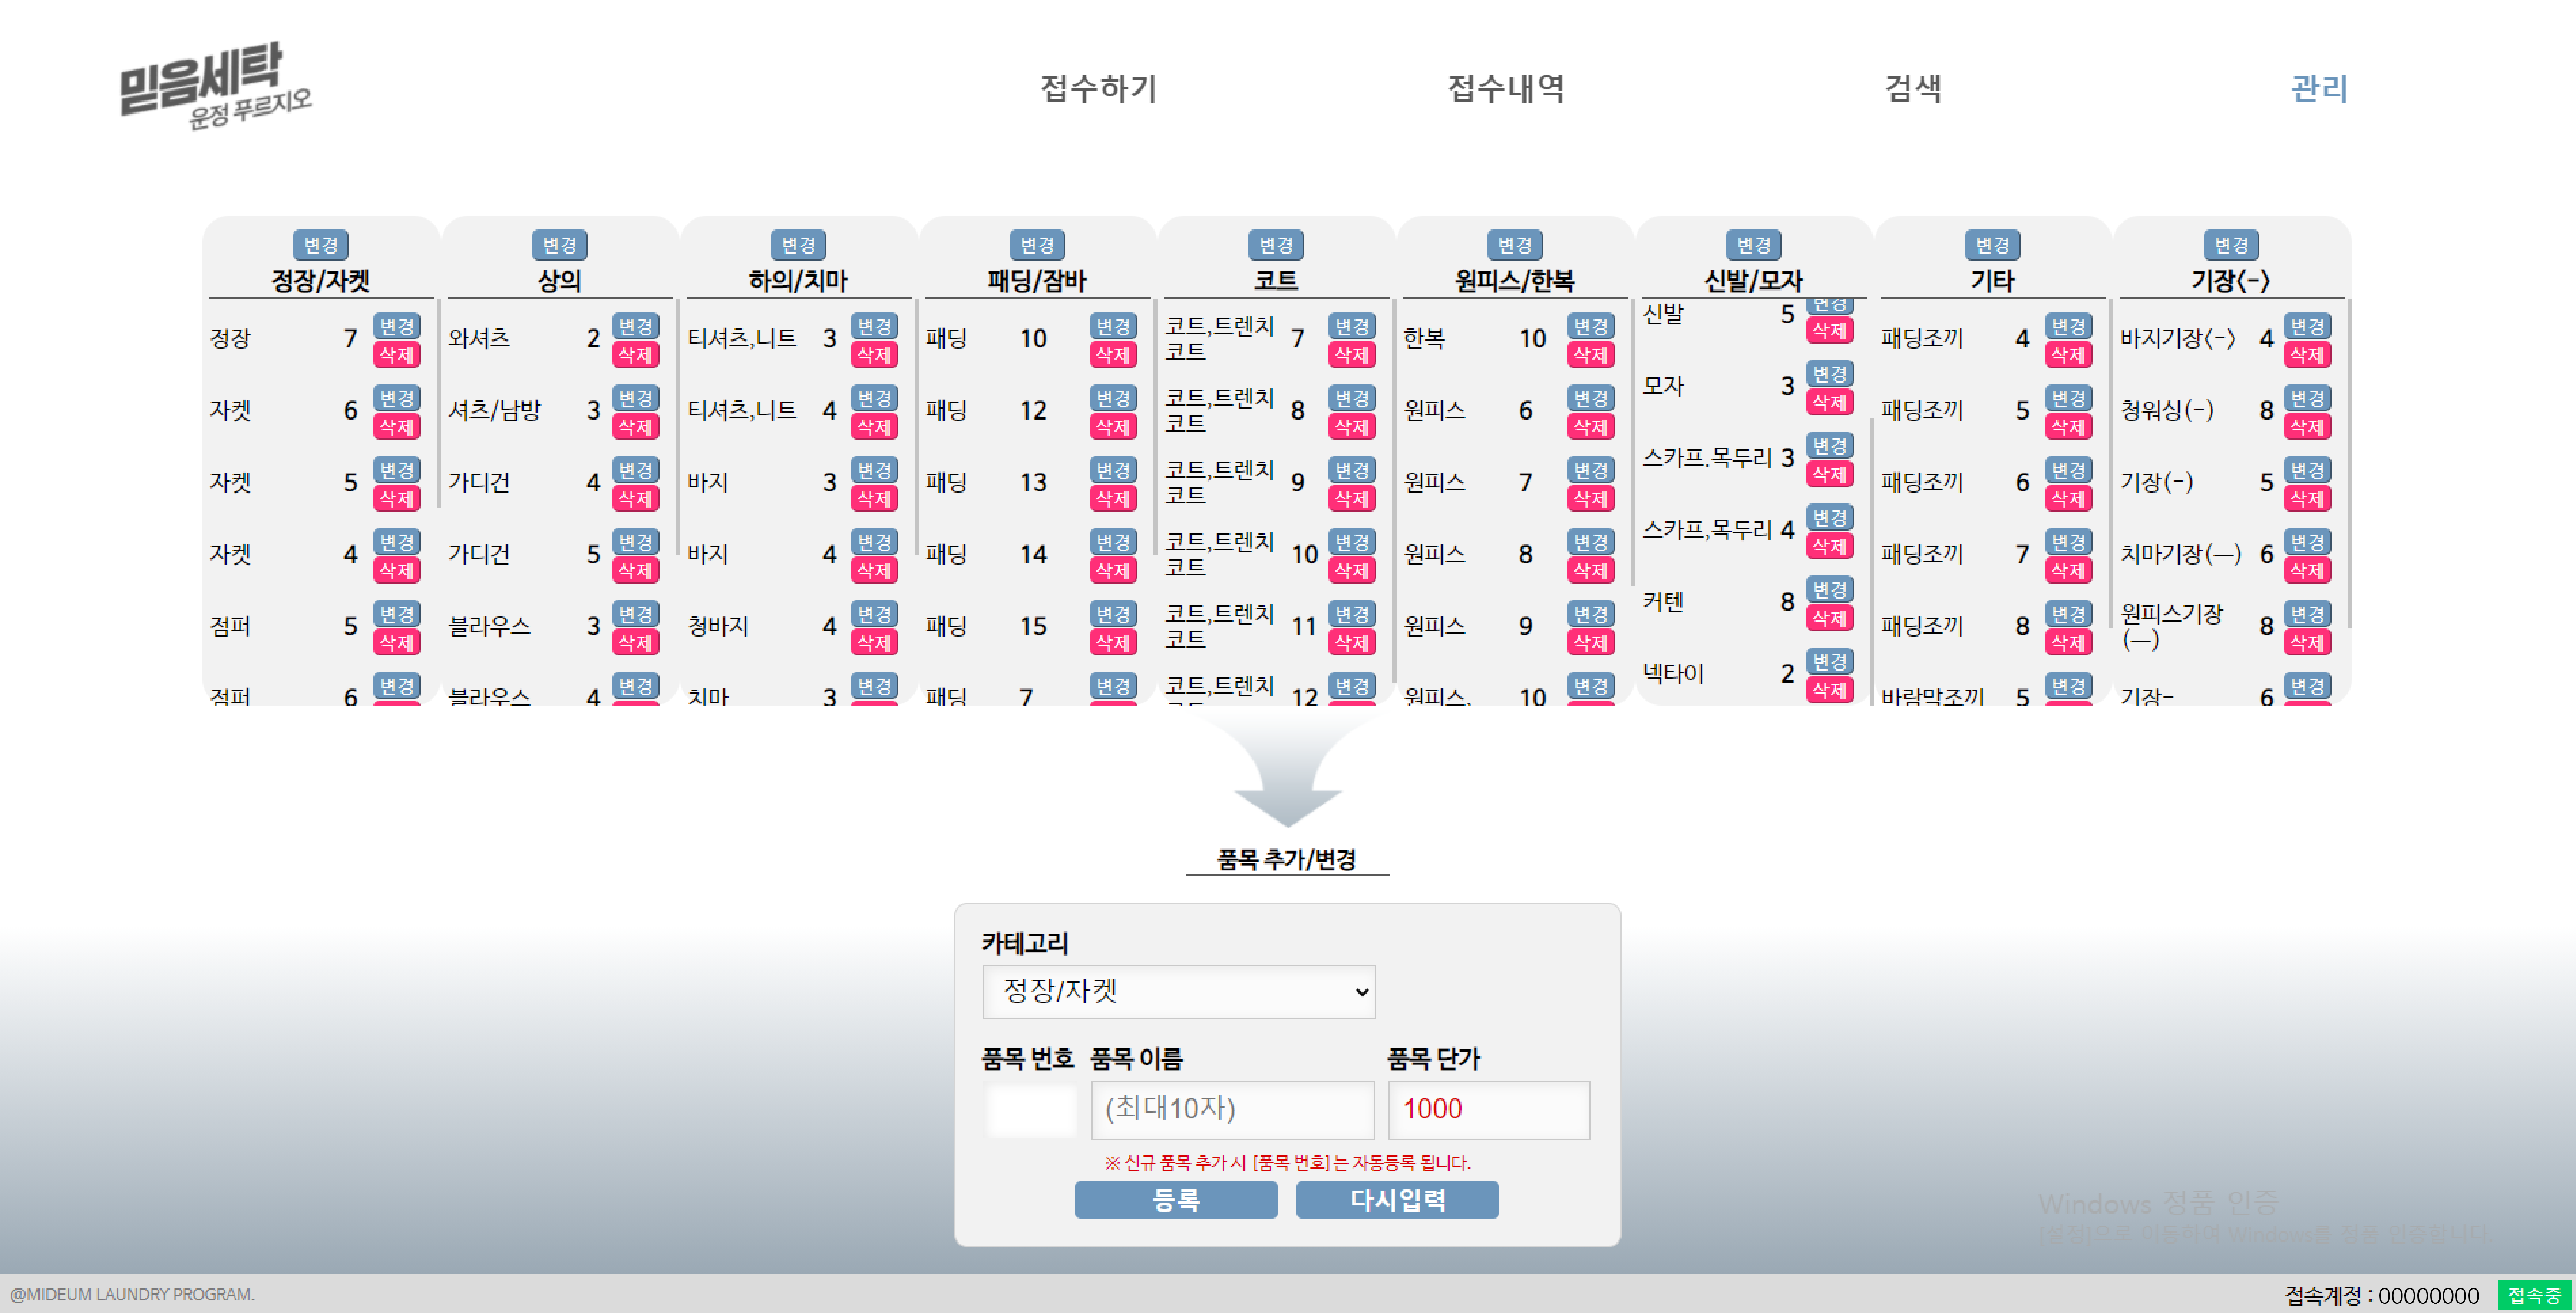 믿음세탁
운정 푸르지오
접수하기 접수내역 검색 관리
변경 변경 변경 변경 변경 변경 변경 변경 변경
정장/자켓 상의 하의/치마 패딩/잠바 코트 원피스/한복 신발/모자 기타 기장(-)
정장 7 변경 삭제
자켓 6 변경 삭제
자켓 5 변경 삭제
자켓 4 변경 삭제
점퍼 5 변경 삭제
점퍼 6 변경
와셔츠 2 변경 삭제
셔츠/남방 3 변경 삭제
가디건 4 변경 삭제
가디건 5 변경 삭제
블라우스 3 변경 삭제
블라우스 4 변경
티셔츠,니트 3 변경 삭제
티셔츠,니트 4 변경 삭제
바지 3 변경 삭제
바지 4 변경 삭제
청바지 4 변경 삭제
치마 3 변경
패딩 10 변경 삭제
패딩 12 변경 삭제
패딩 13 변경 삭제
패딩 14 변경 삭제
패딩 15 변경 삭제
패딩 7 변경
코트,트렌치
코트 7 변경 삭제
코트,트렌치
코트 8 변경 삭제
코트,트렌치
코트 9 변경 삭제
코트,트렌치
코트 10 변경 삭제
코트,트렌치
코트 11 변경 삭제
코트,트렌치
코트 12 변경
한복 10 변경 삭제
원피스 6 변경 삭제
원피스 7 변경 삭제
원피스 8 변경 삭제
원피스 9 변경 삭제
원피스, 10 변경
신발 5 변경 삭제
모자 3 변경 삭제
스카프.목두리 3 변경 삭제
스카프,목두리 4 변경 삭제
커텐 8 변경 삭제
넥타이 2 변경 삭제
패딩조끼 4 변경 삭제
패딩조끼 5 변경 삭제
패딩조끼 6 변경 삭제
패딩조끼 7 변경 삭제
패딩조끼 8 변경 삭제
바람막조끼 5 변경
바지기장(-) 4 변경 삭제
청워싱(-) 8 변경 삭제
기장(-) 5 변경 삭제
치마기장(ㅡ) 6 변경 삭제
원피스기장
(ㅡ) 8 변경 삭제
기장- 6 변경
품목 추가/변경
카테고리
정장/자켓
품목 번호 품목 이름 품목 단가
(최대10자) 1000
※ 신규 품목 추가 시 [품목 번호]는 자동등록 됩니다.
등록 다시입력
Windows 정품 인증
[설정]으로 이동하여 Windows를 정품 인증합니다.
@MIDEUM LAUNDRY PROGRAM.
접속계정 : 00000000 접속중